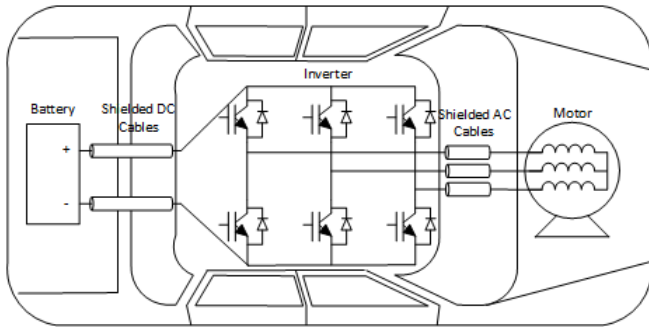 Inverter
Battery
Shielded DC
Cables
Shielded AC
Cables
Motor
+
-